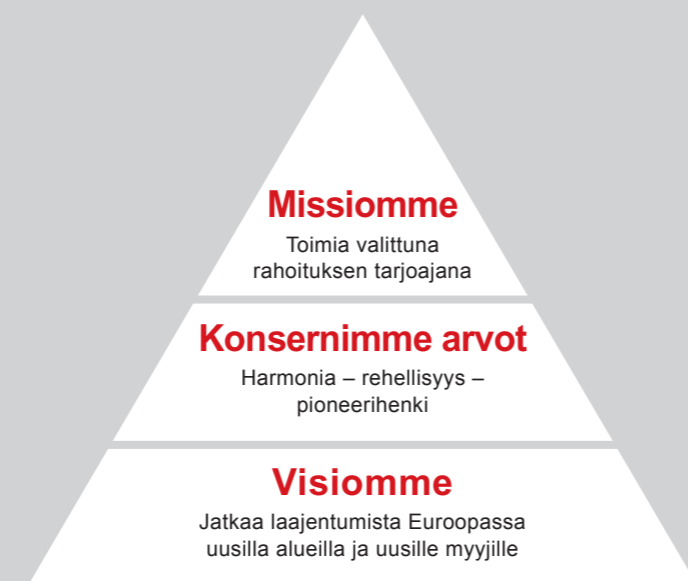 Missiomme
Toimia valittuna
rahoituksen tarjoajana
Konsernimme arvot
Harmonia – rehellisyys –
pioneerihenki
Visiomme
Jatkaa laajentumista Euroopassa
uusilla alueilla ja uusille myyjille